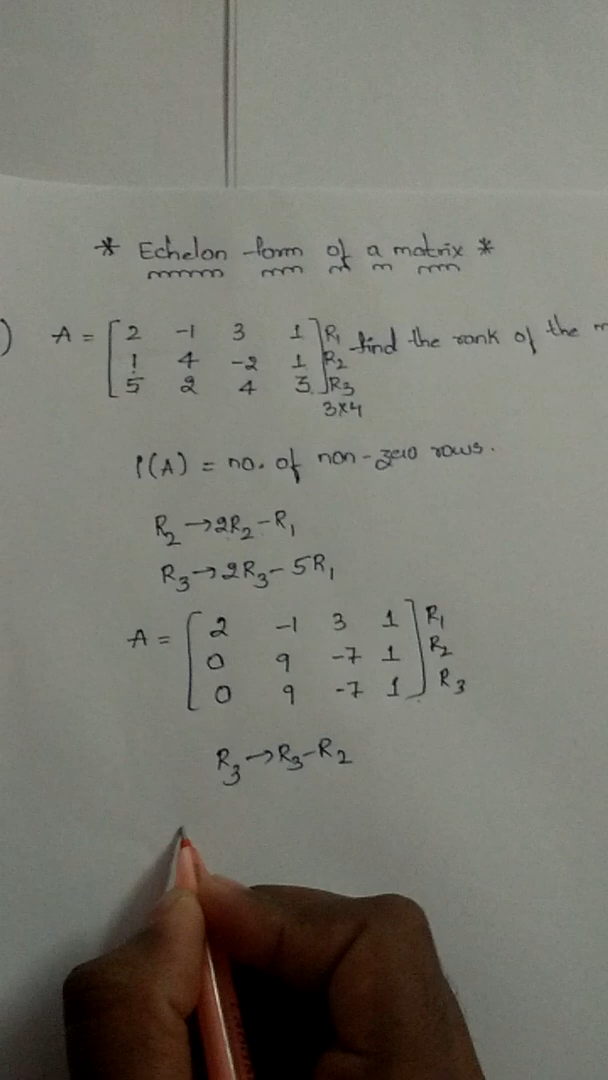 * Echelon form of a matrix *
) A = [ 2 -1 3 1 ] R1 find the rank of the
1 4 -2 1 R2
5 2 4 3 R3
3x4
ρ(A) = no. of non-zero rows.
R2 → 2R2 - R1
R3 → 2R3 - 5R1
A = [ 2 -1 3 1 ] R1
0 9 -7 1 R2
0 9 -7 1 R3
R3 → R3 - R2